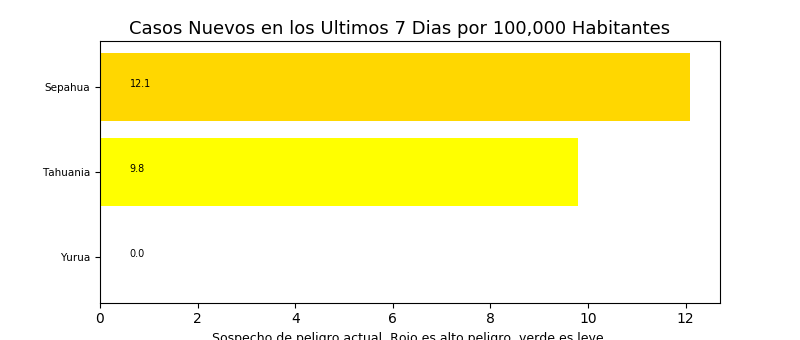 Casos Nuevos en los Ultimos 7 Dias por 100,000 Habitantes
Sepahua 12.1
Tahuania 9.8
Yurua 0.0
0 2 4 6 8 10 12
Sospecho de peligro actual. Rojo es alto peligro, verde es leve